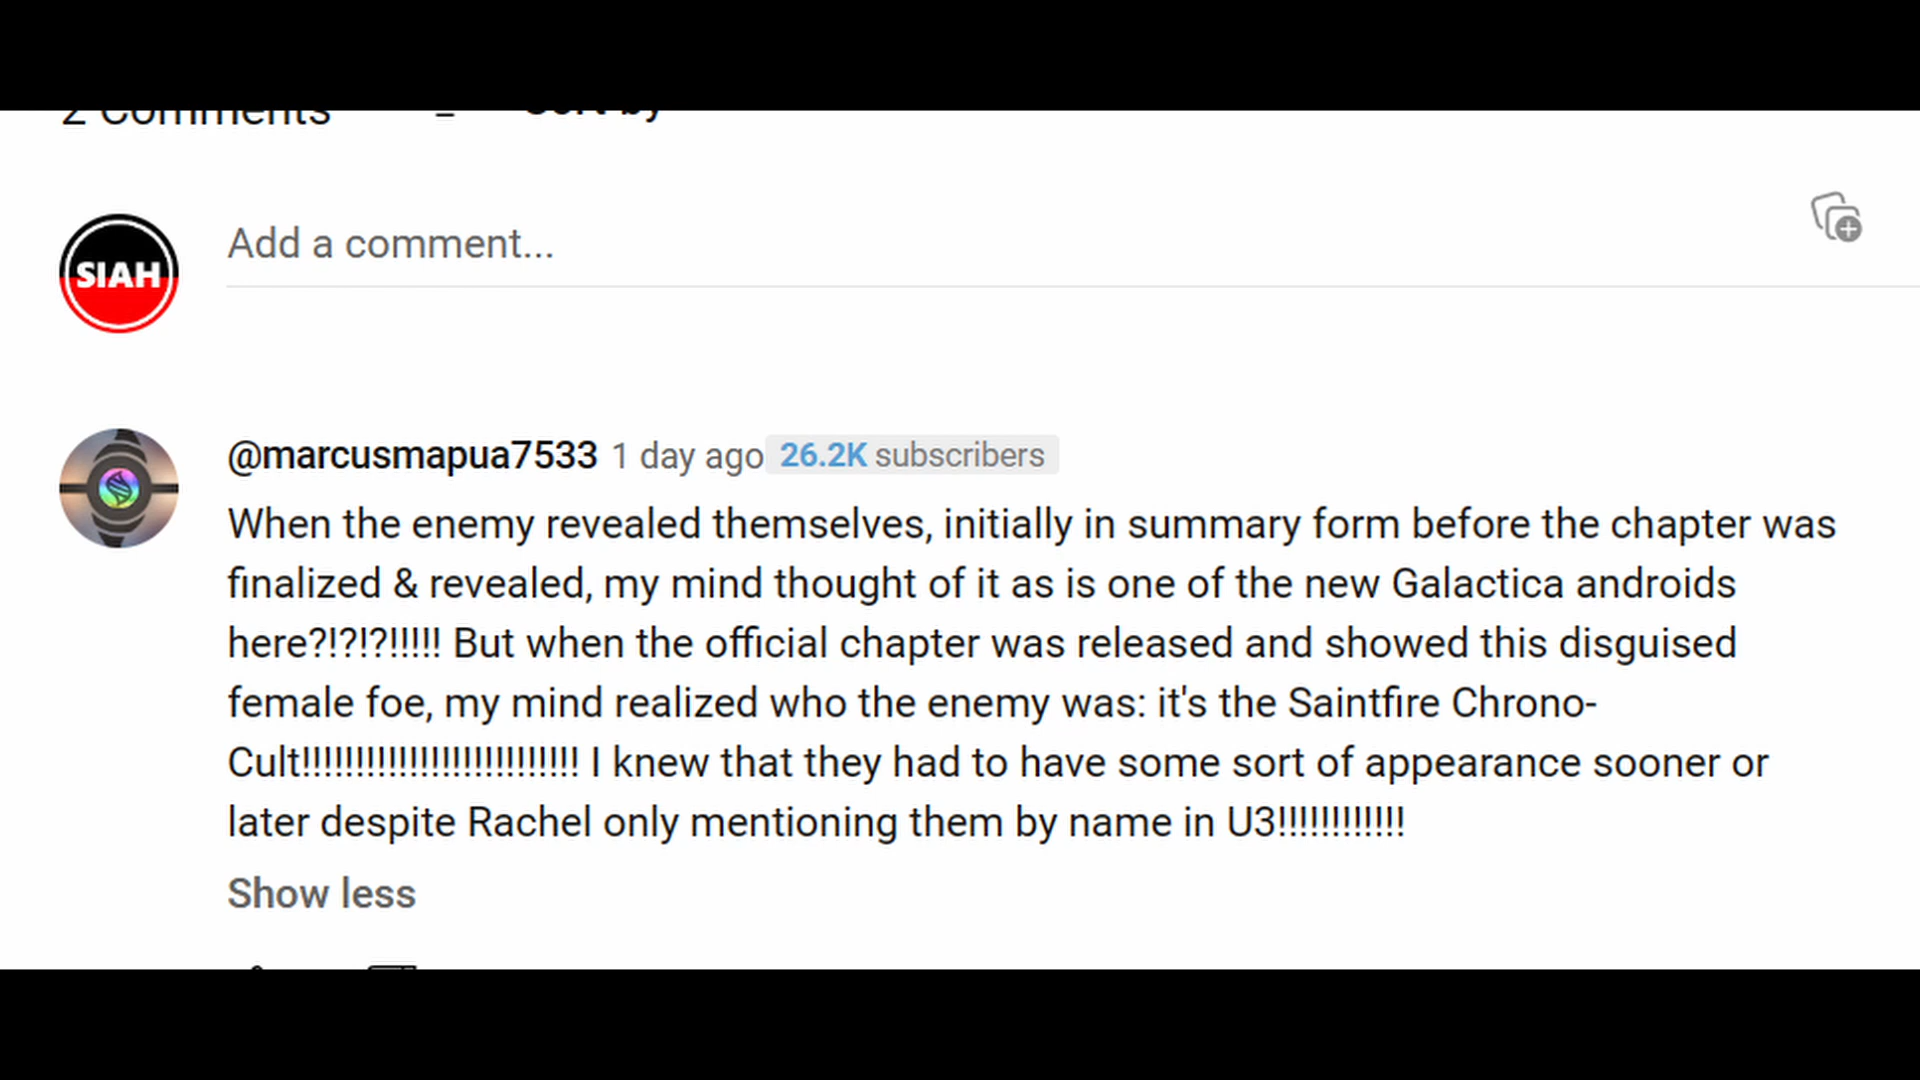 2 Comments Sort by
SIAH
Add a comment...
@marcusmapua7533 1 day ago 26.2K subscribers
When the enemy revealed themselves, initially in summary form before the chapter was
finalized & revealed, my mind thought of it as is one of the new Galactica androids
here?!?!?!!!!! But when the official chapter was released and showed this disguised
female foe, my mind realized who the enemy was: it's the Saintfire Chrono-
Cult!!!!!!!!!!!!!!!!!!!!!!!!!! I knew that they had to have some sort of appearance sooner or
later despite Rachel only mentioning them by name in U3!!!!!!!!!!!!
Show less